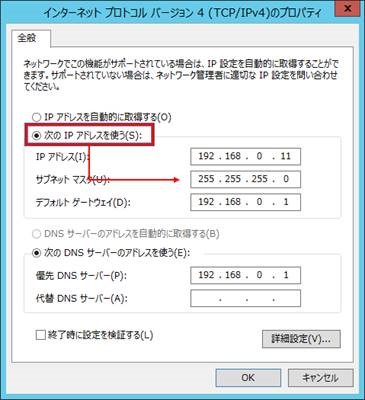 インターネット プロトコル バージョン 4 (TCP/IPv4)のプロパティ
全般
ネットワークでこの機能がサポートされている場合は、IP 設定を自動的に取得することがで
きます。サポートされていない場合は、ネットワーク管理者に適切な IP 設定を問い合わせ
てください。
IP アドレスを自動的に取得する(O)
次の IP アドレスを使う(S):
IP アドレス(I): 192 . 168 . 0 . 11
サブネット マスク(U): 255 . 255 . 255 . 0
デフォルト ゲートウェイ(D): 192 . 168 . 0 . 1
DNS サーバーのアドレスを自動的に取得する(B)
次の DNS サーバーのアドレスを使う(E):
優先 DNS サーバー(P): 192 . 168 . 0 . 1
代替 DNS サーバー(A): . . .
終了時に設定を検証する(L)
詳細設定(V)...
OK キャンセル